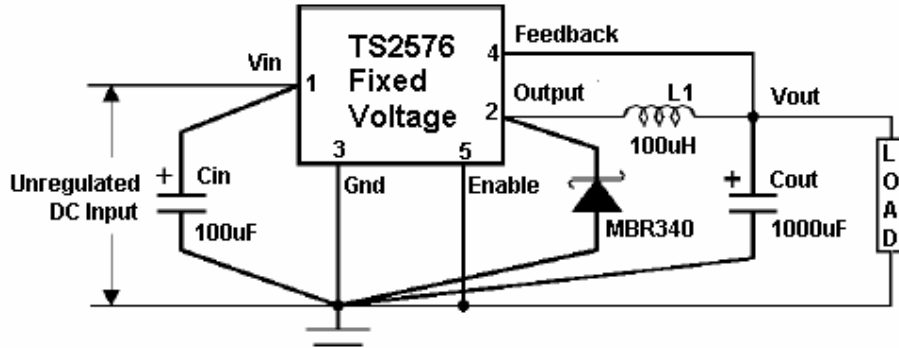 TS2576
Fixed
Voltage
Vin
1
Feedback
4
Output
2
L1
100uH
Vout
3
5
Gnd
Enable
Unregulated
DC Input
+
Cin
100uF
MBR340
+
Cout
1000uF
LOAD